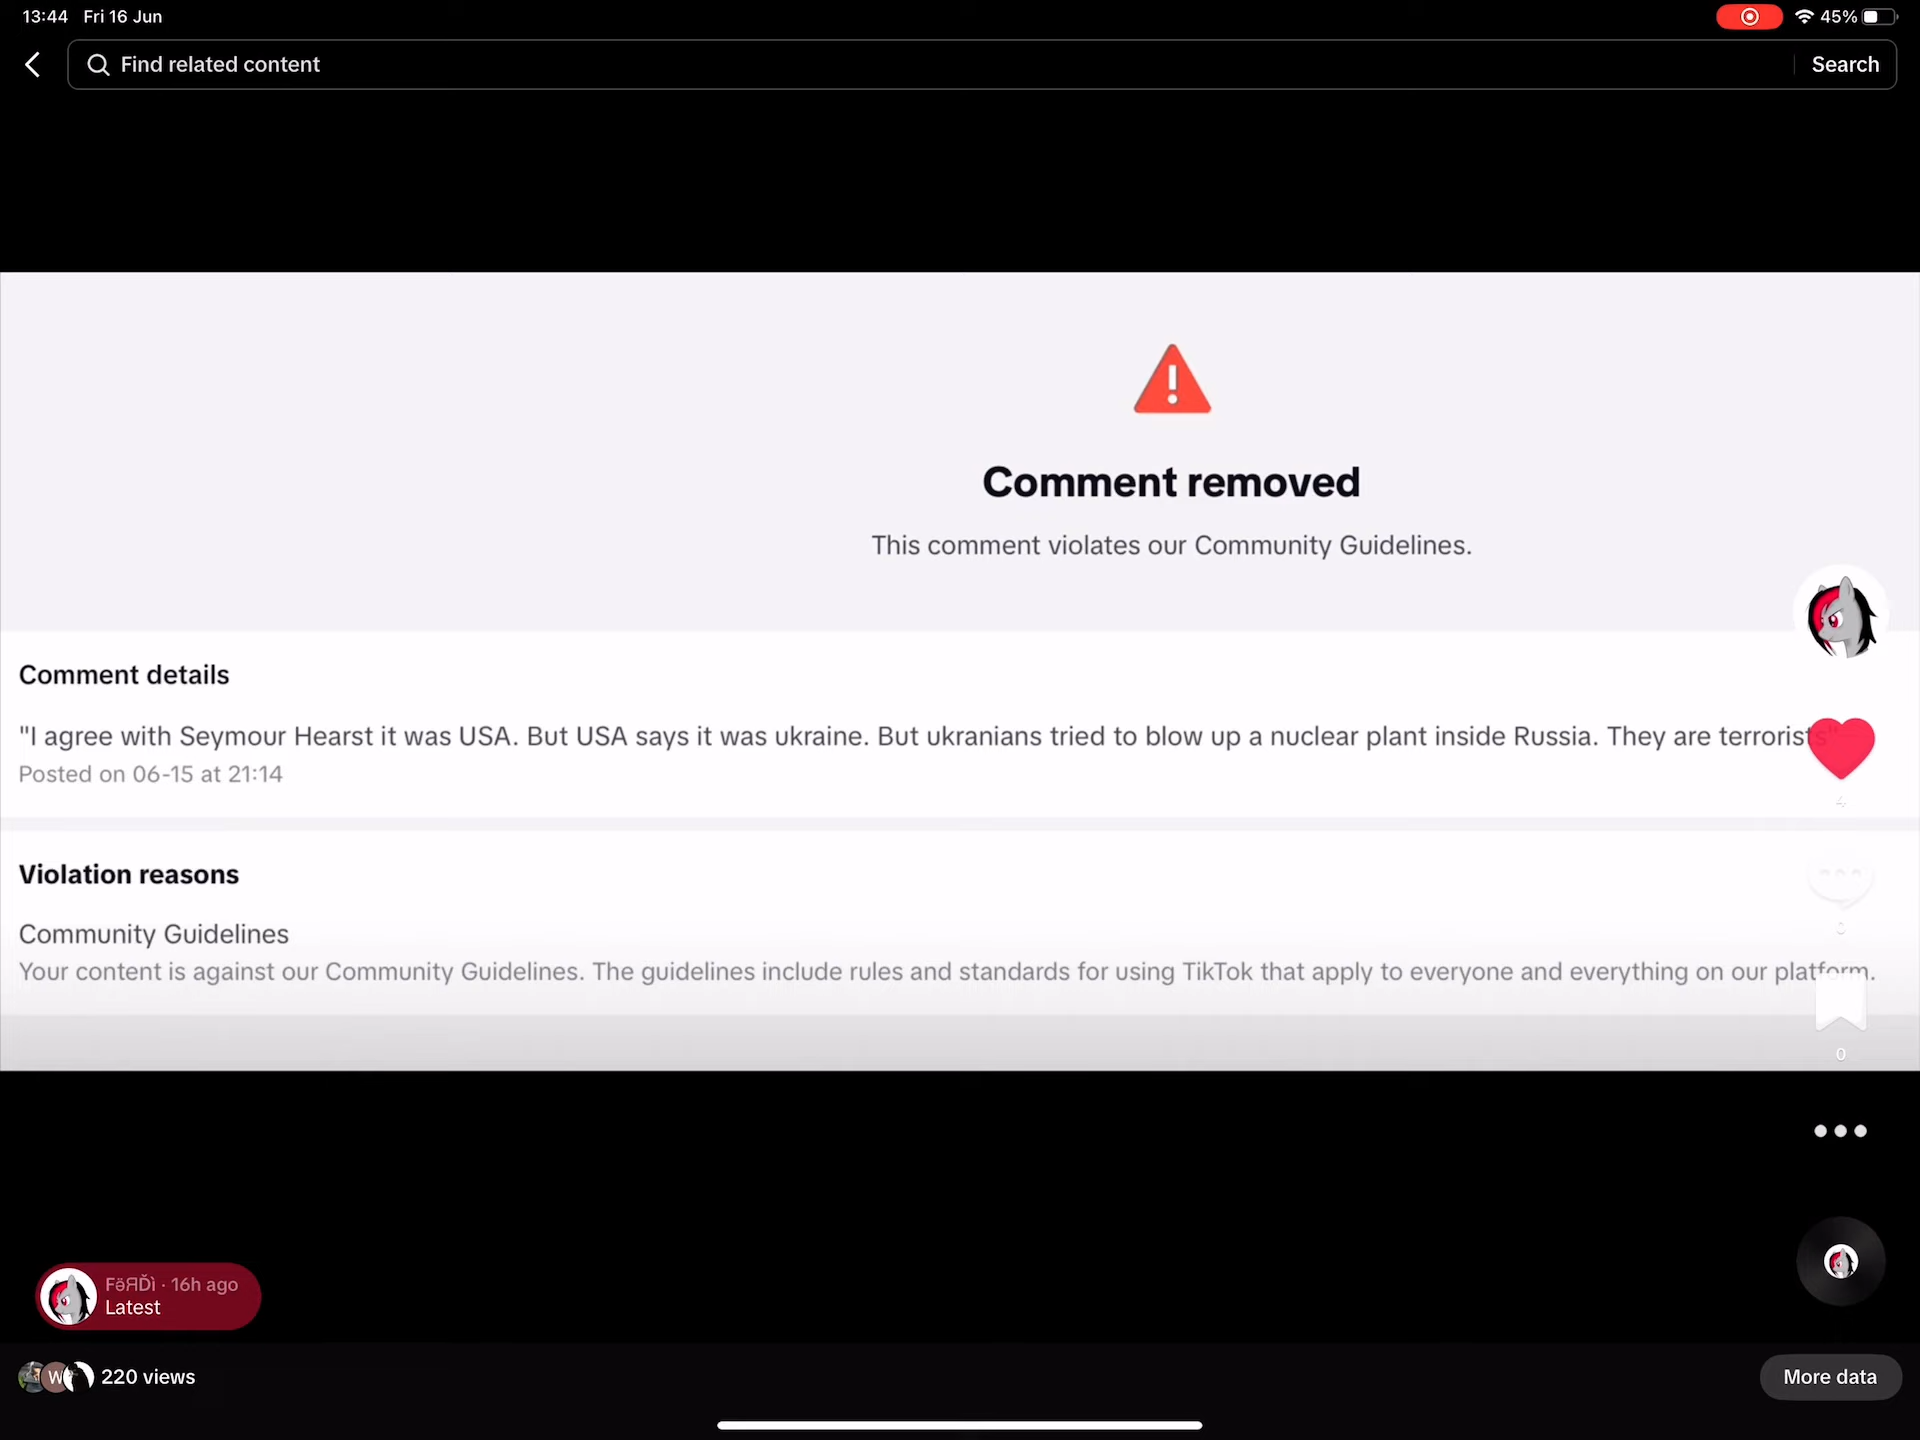 13:44 Fri 16 Jun
45%
Find related content
Search
Comment removed
This comment violates our Community Guidelines.
Comment details
"I agree with Seymour Hearst it was USA. But USA says it was ukraine. But ukranians tried to blow up a nuclear plant inside Russia. They are terrorists"
Posted on 06-15 at 21:14
4
Violation reasons
Community Guidelines
Your content is against our Community Guidelines. The guidelines include rules and standards for using TikTok that apply to everyone and everything on our platform.
0
FӛЯĎì · 16h ago
Latest
W
220 views
More data